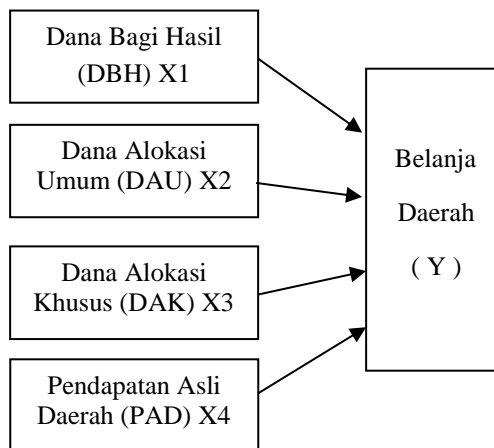 Dana Bagi Hasil
(DBH) X1
Dana Alokasi
Umum (DAU) X2
Dana Alokasi
Khusus (DAK) X3
Pendapatan Asli
Daerah (PAD) X4
Belanja
Daerah
( Y )